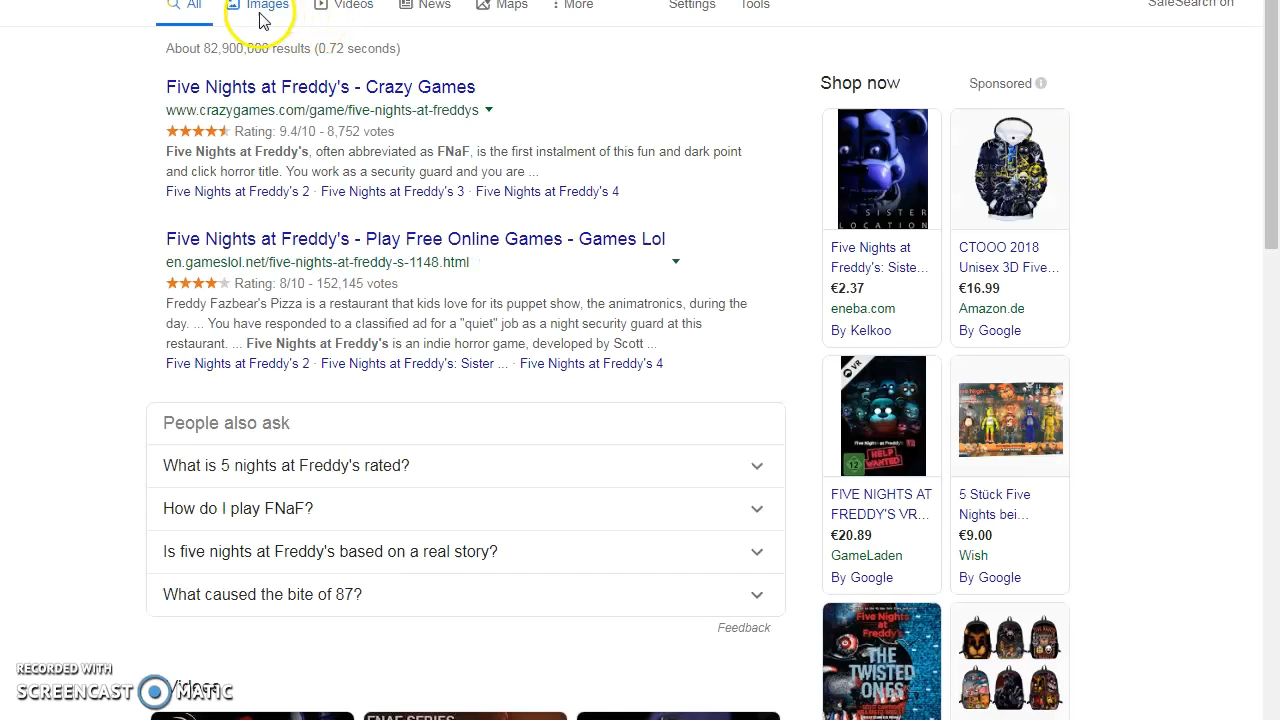 All Images Videos News Maps More Settings Tools SafeSearch on
About 82,900,000 results (0.72 seconds)
Five Nights at Freddy's - Crazy Games
www.crazygames.com/game/five-nights-at-freddys
Rating: 9.4/10 - 8,752 votes
Five Nights at Freddy's, often abbreviated as FNaF, is the first instalment of this fun and dark point
and click horror title. You work as a security guard and you are ...
Five Nights at Freddy's 2 · Five Nights at Freddy's 3 · Five Nights at Freddy's 4
Five Nights at Freddy's - Play Free Online Games - Games Lol
en.gameslol.net/five-nights-at-freddy-s-1148.html
Rating: 8/10 - 152,145 votes
Freddy Fazbear's Pizza is a restaurant that kids love for its puppet show, the animatronics, during the
day. ... You have responded to a classified ad for a "quiet" job as a night security guard at this
restaurant. ... Five Nights at Freddy's is an indie horror game, developed by Scott ...
Five Nights at Freddy's 2 · Five Nights at Freddy's: Sister ... · Five Nights at Freddy's 4
People also ask
What is 5 nights at Freddy's rated?
How do I play FNaF?
Is five nights at Freddy's based on a real story?
What caused the bite of 87?
Feedback
Shop now
Sponsored
SISTER
LOCATION
Five Nights at
Freddy's: Siste...
€2.37
eneba.com
By Kelkoo
CTOOO 2018
Unisex 3D Five...
€16.99
Amazon.de
By Google
VR
Five Nights at Freddy's VR
HELP
WANTED
12
FIVE NIGHTS AT
FREDDY'S VR...
€20.89
GameLaden
By Google
5 Stück Five
Nights bei...
€9.00
Wish
By Google
Five Nights
at
Freddy's
THE
TWISTED
ONES
RECORDED WITH
SCREENCAST MATIC
FNAF SERIES